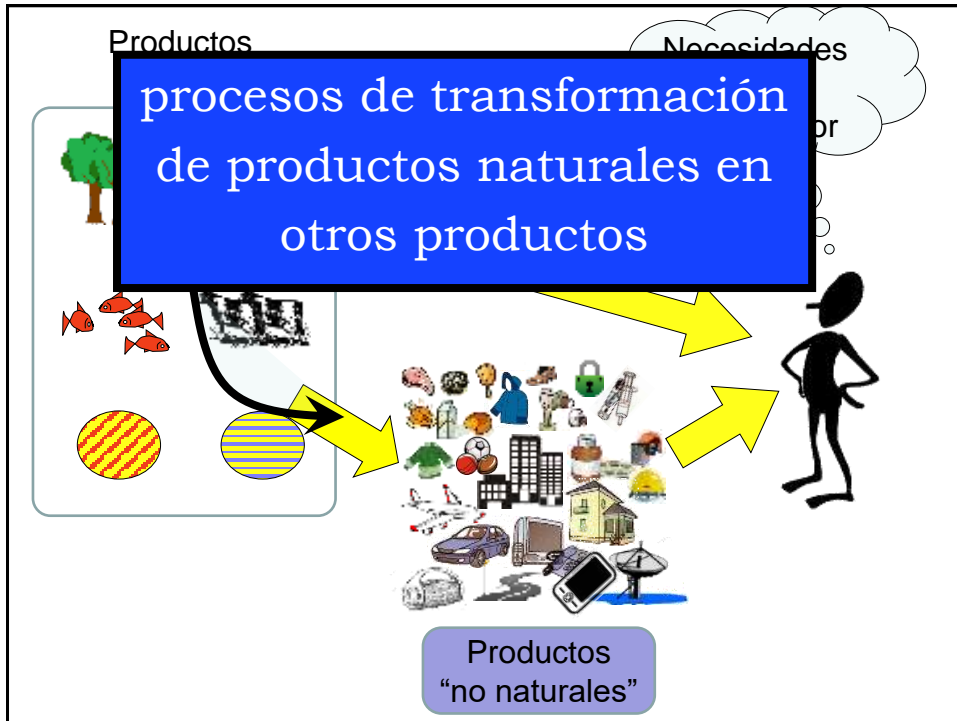 Productos
Necesidades
procesos de transformación
de productos naturales en
otros productos
Productos
“no naturales”